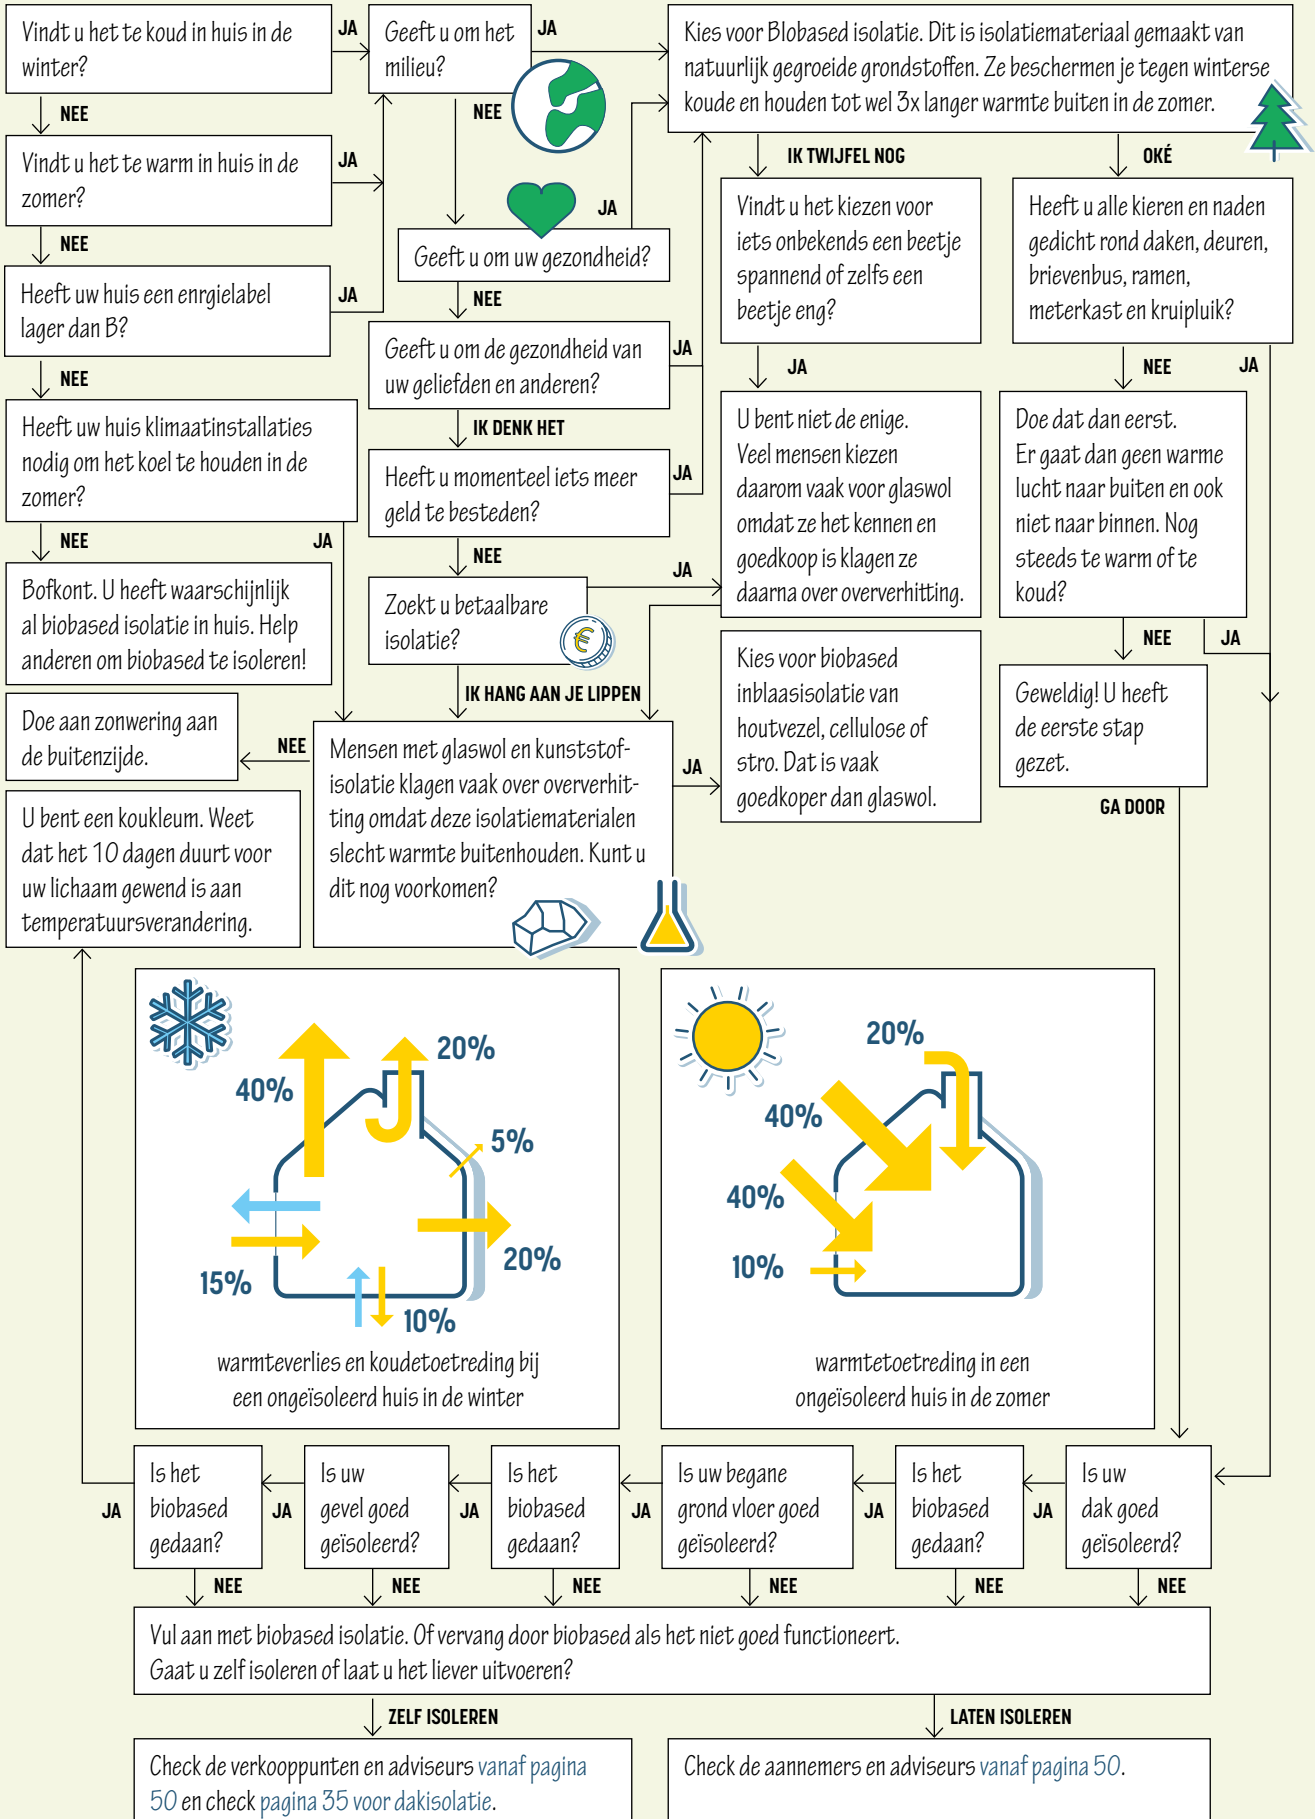 Vindt u het te koud in huis in de
winter?
JA
NEE
Vindt u het te warm in huis in de
zomer?
JA
NEE
Heeft uw huis een enrgielabel
lager dan B?
JA
NEE
Heeft uw huis klimaatinstallaties
nodig om het koel te houden in de
zomer?
NEE
JA
Bofkont. U heeft waarschijnlijk
al biobased isolatie in huis. Help
anderen om biobased te isoleren!
Geeft u om het
milieu?
JA
NEE
Geeft u om uw gezondheid?
JA
NEE
Geeft u om de gezondheid van
uw geliefden en anderen?
JA
IK DENK HET
Heeft u momenteel iets meer
geld te besteden?
JA
NEE
Zoekt u betaalbare
isolatie?
€
JA
IK HANG AAN JE LIPPEN
Kies voor Blobased isolatie. Dit is isolatiemateriaal gemaakt van
natuurlijk gegroeide grondstoffen. Ze beschermen je tegen winterse
koude en houden tot wel 3x langer warmte buiten in de zomer.
IK TWIJFEL NOG
OKÉ
Vindt u het kiezen voor
iets onbekends een beetje
spannend of zelfs een
beetje eng?
JA
U bent niet de enige.
Veel mensen kiezen
daarom vaak voor glaswol
omdat ze het kennen en
goedkoop is klagen ze
daarna over oververhitting.
Heeft u alle kieren en naden
gedicht rond daken, deuren,
brievenbus, ramen,
meterkast en kruipluik?
NEE
JA
Doe dat dan eerst.
Er gaat dan geen warme
lucht naar buiten en ook
niet naar binnen. Nog
steeds te warm of te
koud?
NEE
JA
Geweldig! U heeft
de eerste stap
gezet.
GA DOOR
Mensen met glaswol en kunststof-
isolatie klagen vaak over oververhit-
ting omdat deze isolatiematerialen
slecht warmte buitenhouden. Kunt u
dit nog voorkomen?
NEE
JA
Doe aan zonwering aan
de buitenzijde.
Kies voor biobased
inblaasisolatie van
houtvezel, cellulose of
stro. Dat is vaak
goedkoper dan glaswol.
U bent een koukleum. Weet
dat het 10 dagen duurt voor
uw lichaam gewend is aan
temperatuursverandering.
40%
20%
5%
20%
15%
10%
warmteverlies en koudetoetreding bij
een ongeïsoleerd huis in de winter
20%
40%
40%
10%
warmtetoetreding in een
ongeïsoleerd huis in de zomer
JA
Is het
biobased
gedaan?
NEE
JA
Is uw
gevel goed
geïsoleerd?
NEE
JA
Is het
biobased
gedaan?
NEE
JA
Is uw begane
grond vloer goed
geïsoleerd?
NEE
JA
Is het
biobased
gedaan?
NEE
JA
Is uw
dak goed
geïsoleerd?
NEE
Vul aan met biobased isolatie. Of vervang door biobased als het niet goed functioneert.
Gaat u zelf isoleren of laat u het liever uitvoeren?
ZELF ISOLEREN
LATEN ISOLEREN
Check de verkooppunten en adviseurs vanaf pagina
50 en check pagina 35 voor dakisolatie.
Check de aannemers en adviseurs vanaf pagina 50.